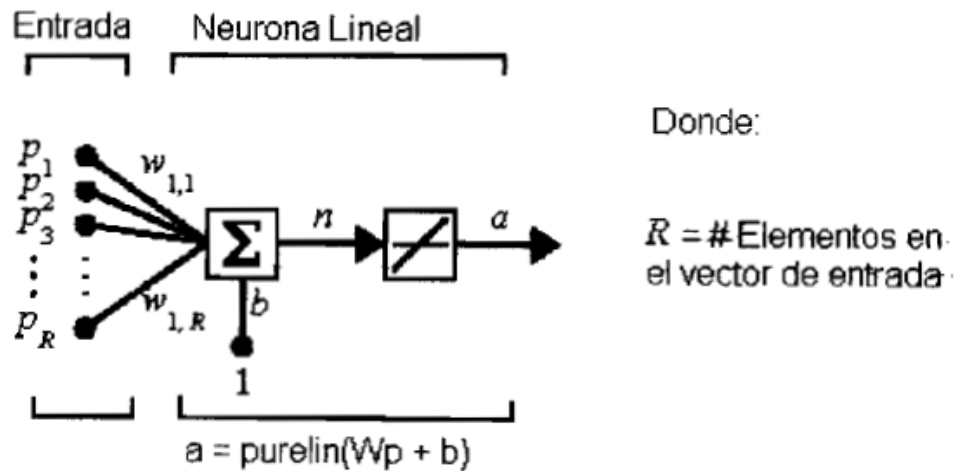 Entrada
Neurona Lineal
Donde:
p1
w1,1
p2
p3
Σ
n
a
R = # Elementos en
el vector de entrada
pR
w1,R
b
1
a = purelin(Wp + b)